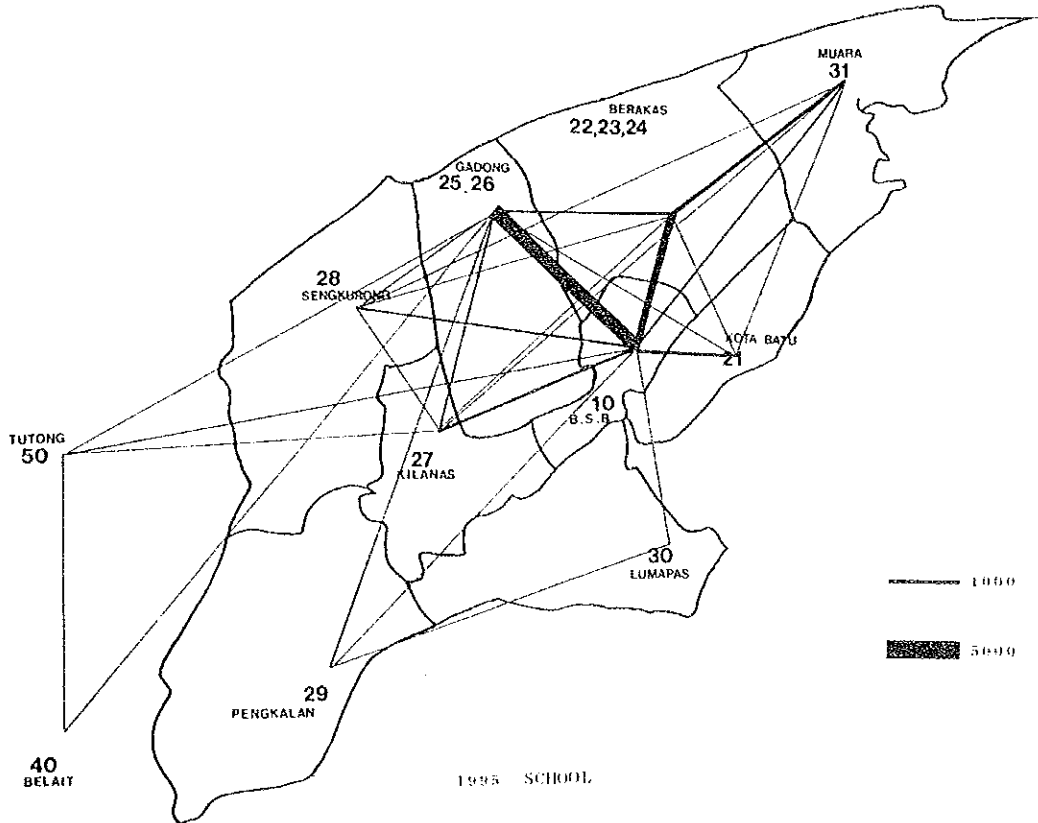 MUARA
31
BERAKAS
22,23,24
GADONG
25,26
28
SENGKURONG
KOTA BATU
21
10
B.S.B
TUTONG
50
27
KILANAS
30
LUMAPAS
1000
5000
29
PENGKALAN
40
BELAIT
1995 SCHOOL